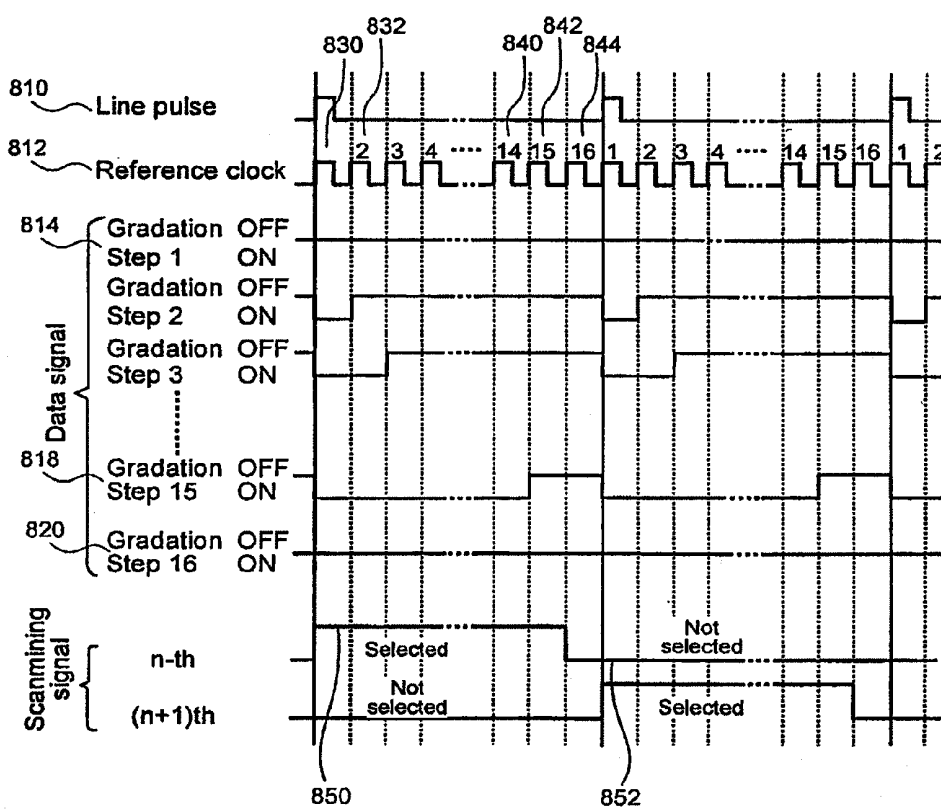 832
842
830
840
844
810
Line pulse
812
Reference clock
2 3 4 ···· 14 15 16 1 2 3 4 ···· 14 15 16 1 2
814
Gradation OFF
Step 1 ON
Gradation OFF
Step 2 ON
Gradation OFF
Step 3 ON
Data signal
818
Gradation OFF
Step 15 ON
820
Gradation OFF
Step 16 ON
Scanmining
signal
n-th
Selected
Not
selected
(n+1)th
Not
selected
Selected
850
852